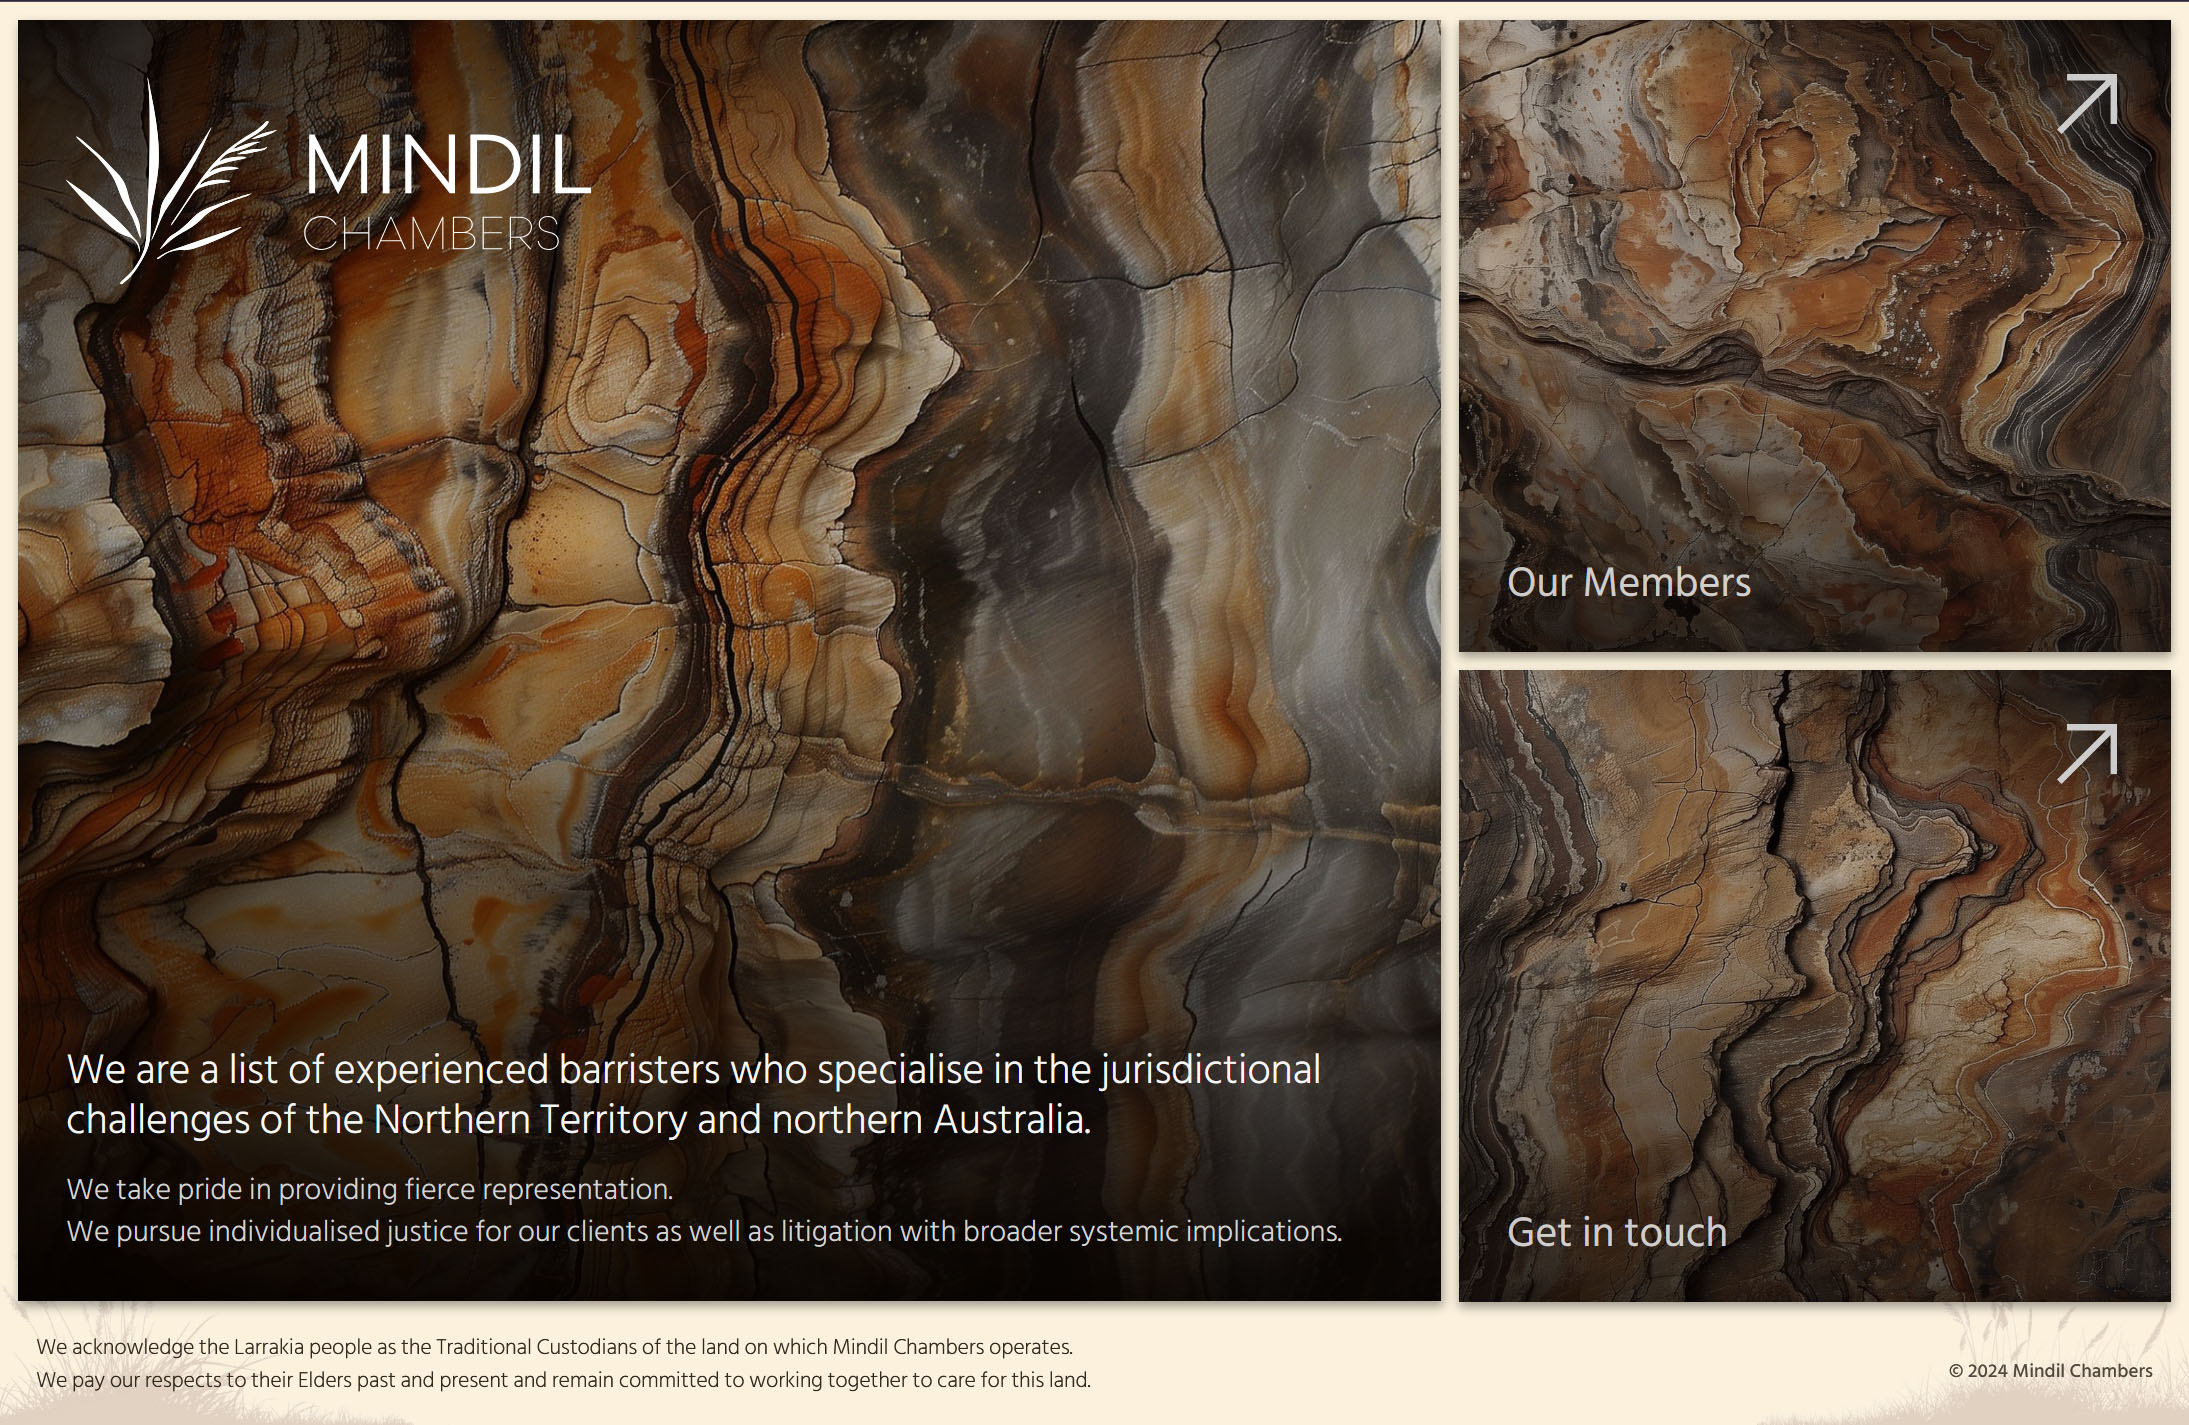 MINDIL
CHAMBERS
We are a list of experienced barristers who specialise in the jurisdictional
challenges of the Northern Territory and northern Australia.
We take pride in providing fierce representation.
We pursue individualised justice for our clients as well as litigation with broader systemic implications.
Our Members
Get in touch
We acknowledge the Larrakia people as the Traditional Custodians of the land on which Mindil Chambers operates.
We pay our respects to their Elders past and present and remain committed to working together to care for this land.
© 2024 Mindil Chambers